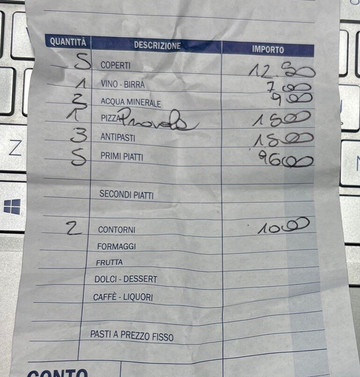 QUANTITÀ DESCRIZIONE IMPORTO
5 COPERTI 12.50
1 VINO - BIRRA 7,00
3 ACQUA MINERALE 9,00
1 PIZZA Provola 15,00
3 ANTIPASTI 15,00
5 PRIMI PIATTI 96,00
SECONDI PIATTI
2 CONTORNI 10,00
FORMAGGI
FRUTTA
DOLCI - DESSERT
CAFFÈ - LIQUORI
PASTI A PREZZO FISSO
CONTO